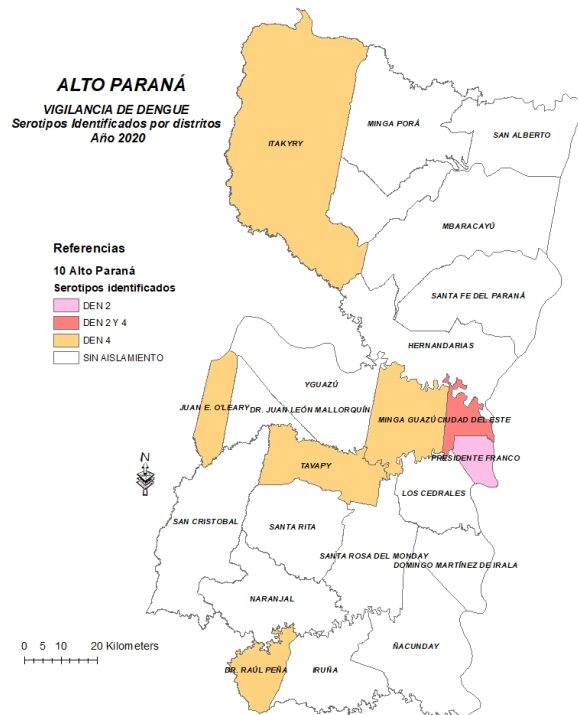 ALTO PARANÁ
VIGILANCIA DE DENGUE
Serotipos Identificados por distritos
Año 2020
ITAKYRY
MINGA PORÁ
SAN ALBERTO
MBARACAYÚ
Referencias
10 Alto Paraná
Serotipos identificados
DEN 2
DEN 2 Y 4
DEN 4
SIN AISLAMIENTO
SANTA FE DEL PARANÁ
HERNANDARIAS
YGUAZÚ
JUAN E. O'LEARY
DR. JUAN LEÓN MALLORQUÍN
MINGA GUAZÚ
CIUDAD DEL ESTE
PRESIDENTE FRANCO
TAVAPY
N
LOS CEDRALES
SAN CRISTOBAL
SANTA RITA
SANTA ROSA DEL MONDAY
DOMINGO MARTÍNEZ DE IRALA
NARANJAL
ÑACUNDAY
DR. RAÚL PEÑA
IRUÑA
0 5 10 20 Kilometers